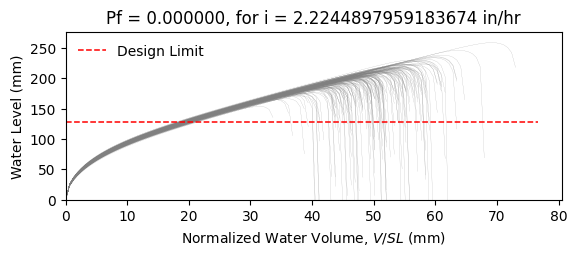 Pf = 0.000000, for i = 2.2244897959183674 in/hr
Water Level (mm)
250
200
150
100
50
0
Design Limit
0 10 20 30 40 50 60 70 80
Normalized Water Volume, V/SL (mm)